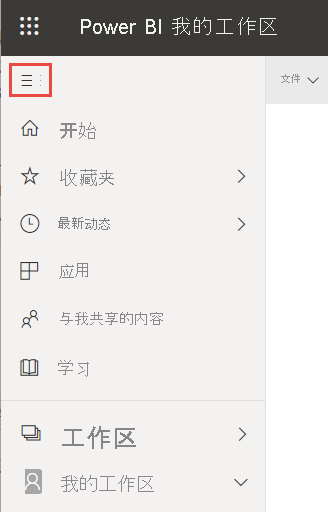 Power BI 我的工作区
文件
开始
收藏夹
最新动态
应用
与我共享的内容
学习
工作区
我的工作区